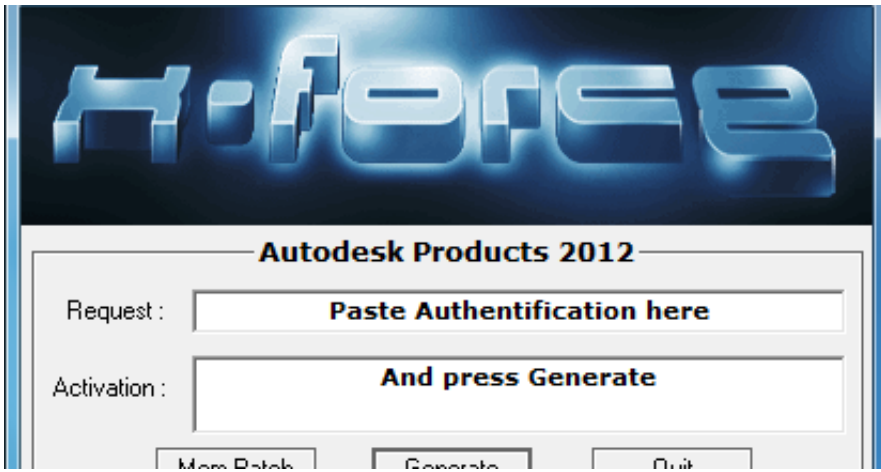 x-force
Autodesk Products 2012
Request : Paste Authentification here
Activation : And press Generate
Mem Patch Generate Quit